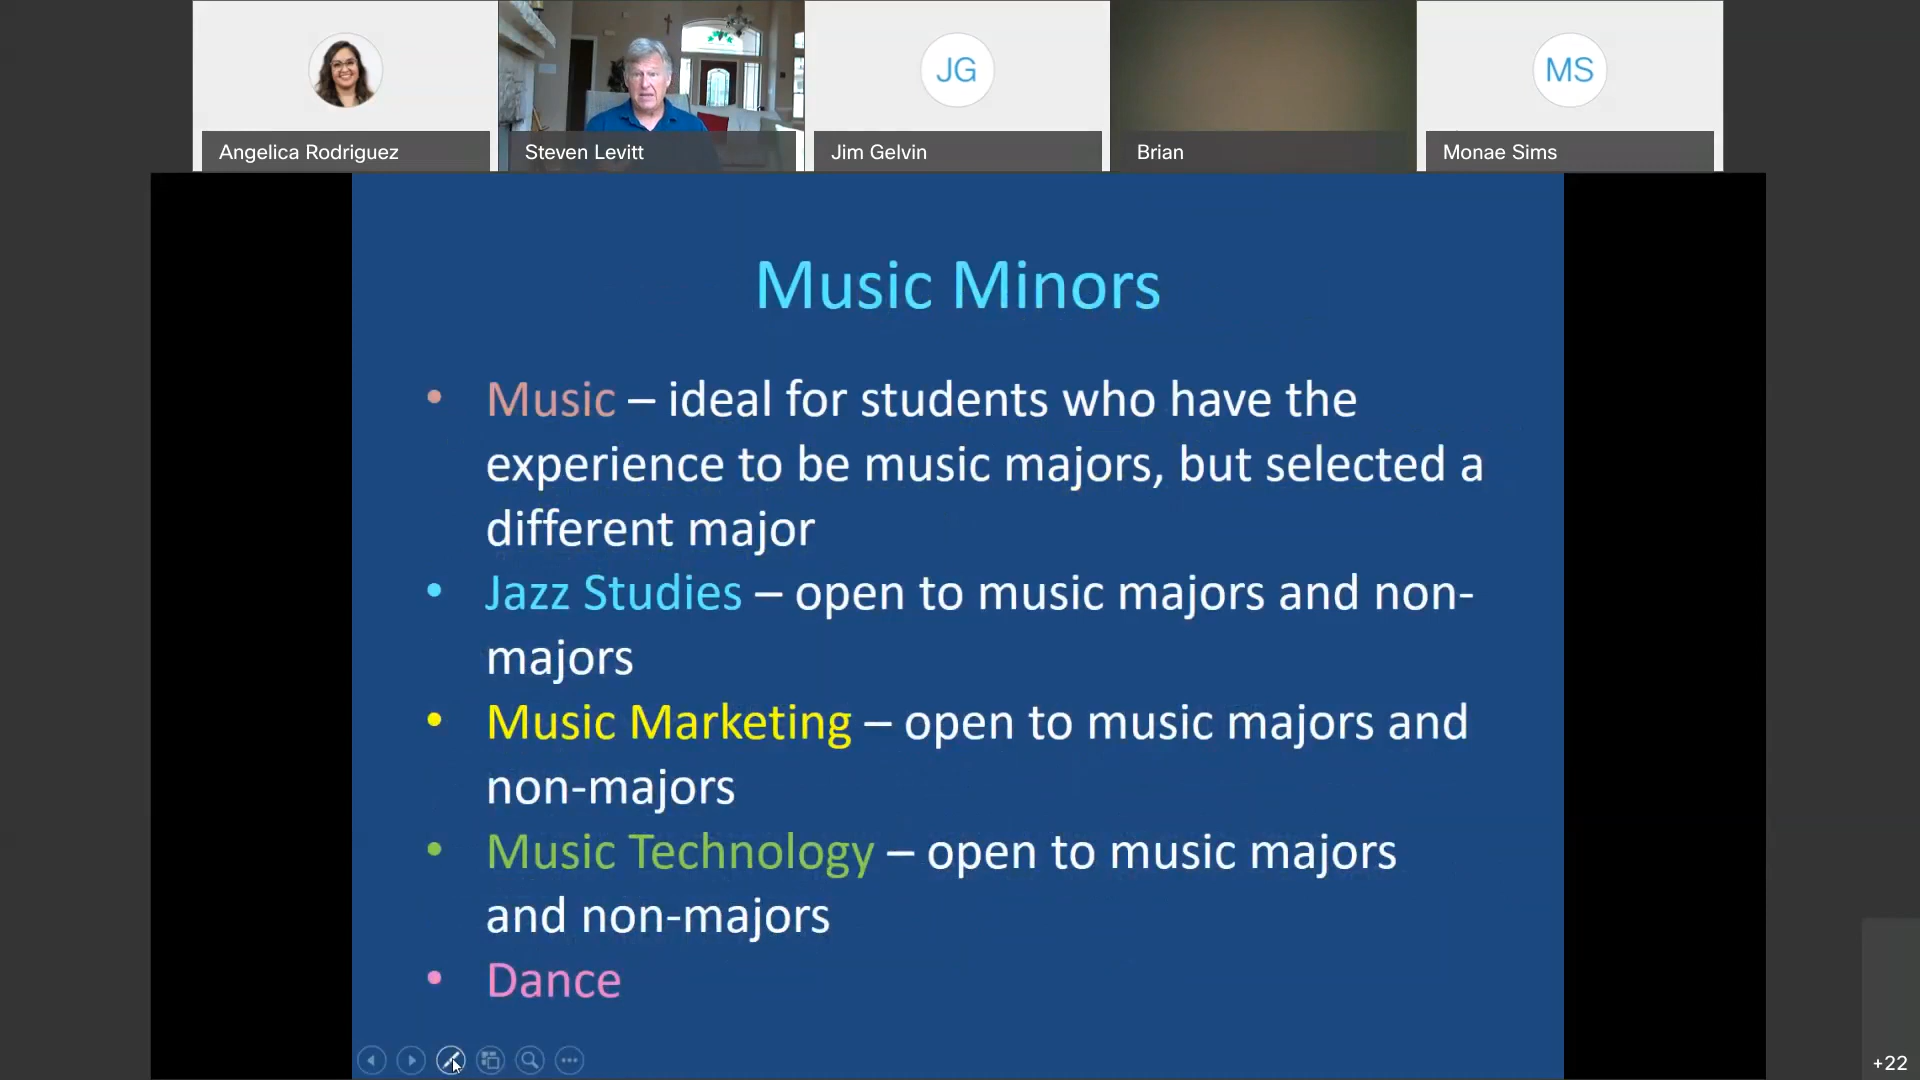 Angelica Rodriguez
Steven Levitt
JG
Jim Gelvin
Brian
MS
Monae Sims
Music Minors
• Music – ideal for students who have the
experience to be music majors, but selected a
different major
• Jazz Studies – open to music majors and non-
majors
• Music Marketing – open to music majors and
non-majors
• Music Technology – open to music majors
and non-majors
• Dance
+22